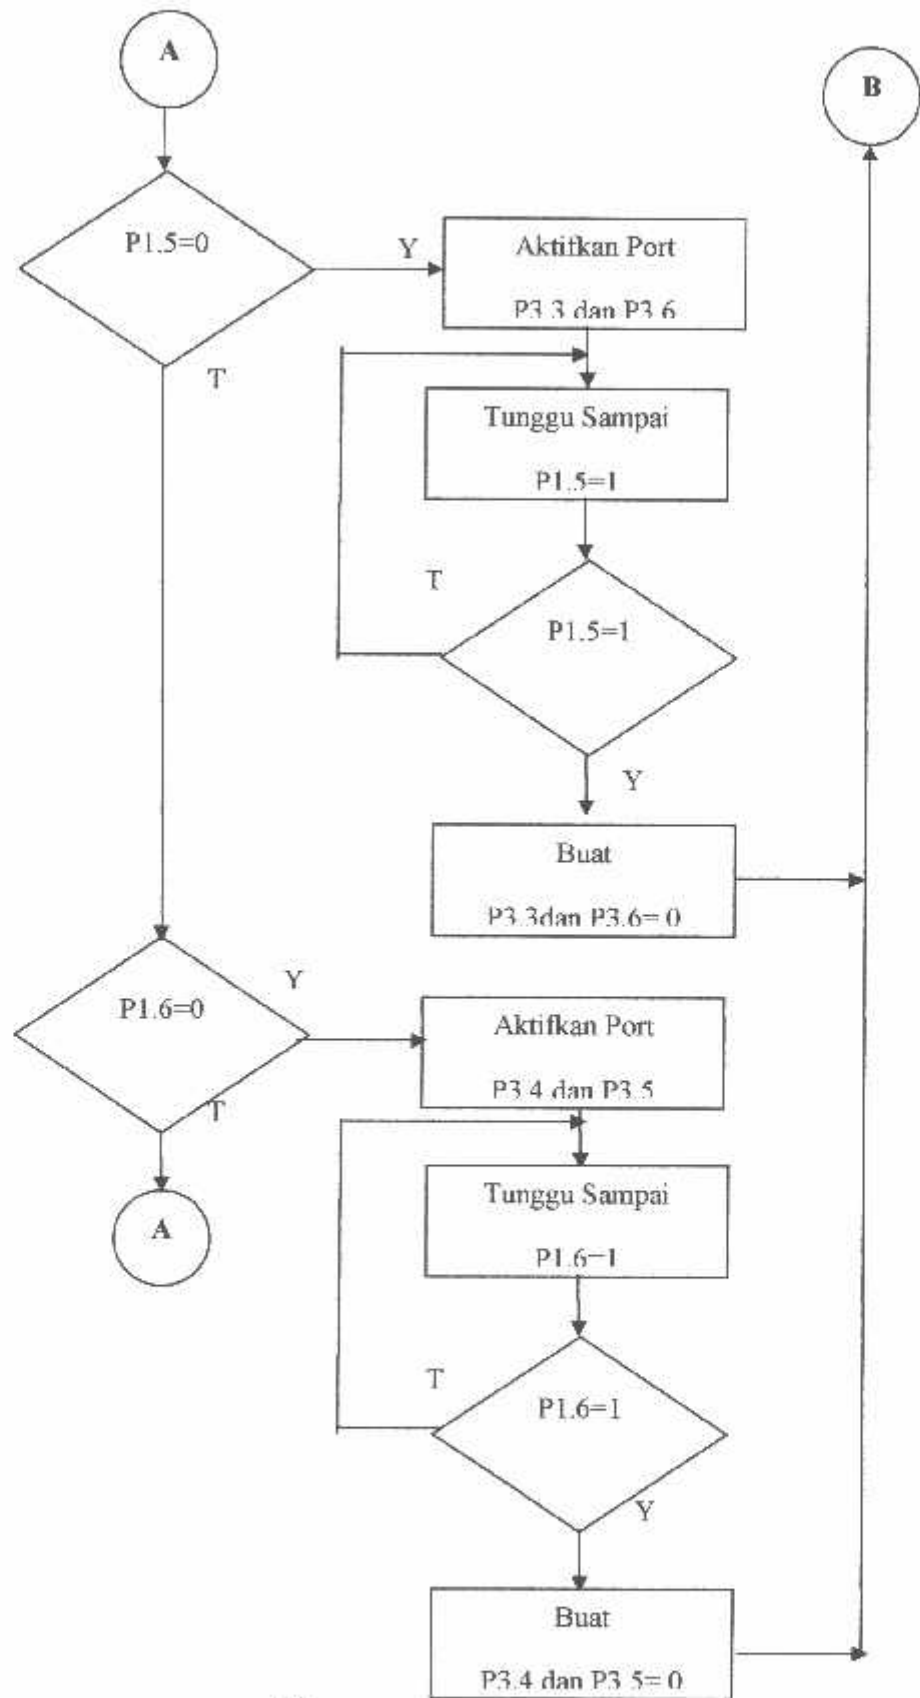 A
B
P1.5=0
Y
Aktifkan Port
P3.3 dan P3.6
T
Tunggu Sampai
P1.5=1
T
P1.5=1
Y
Buat
P3.3dan P3.6= 0
P1.6=0
Y
Aktifkan Port
P3.4 dan P3.5
T
A
Tunggu Sampai
P1.6=1
T
P1.6=1
Y
Buat
P3.4 dan P3.5= 0